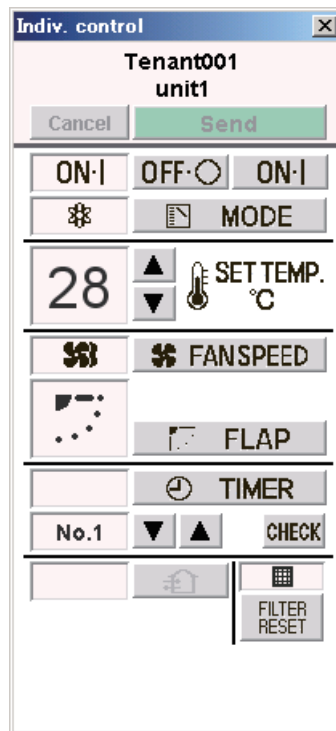 Indiv. control
Tenant001
unit1
Cancel Send
ON·| OFF·○ ON·|
MODE
28 SET TEMP.
°C
FANSPEED
FLAP
TIMER
No.1 CHECK
FILTER
RESET